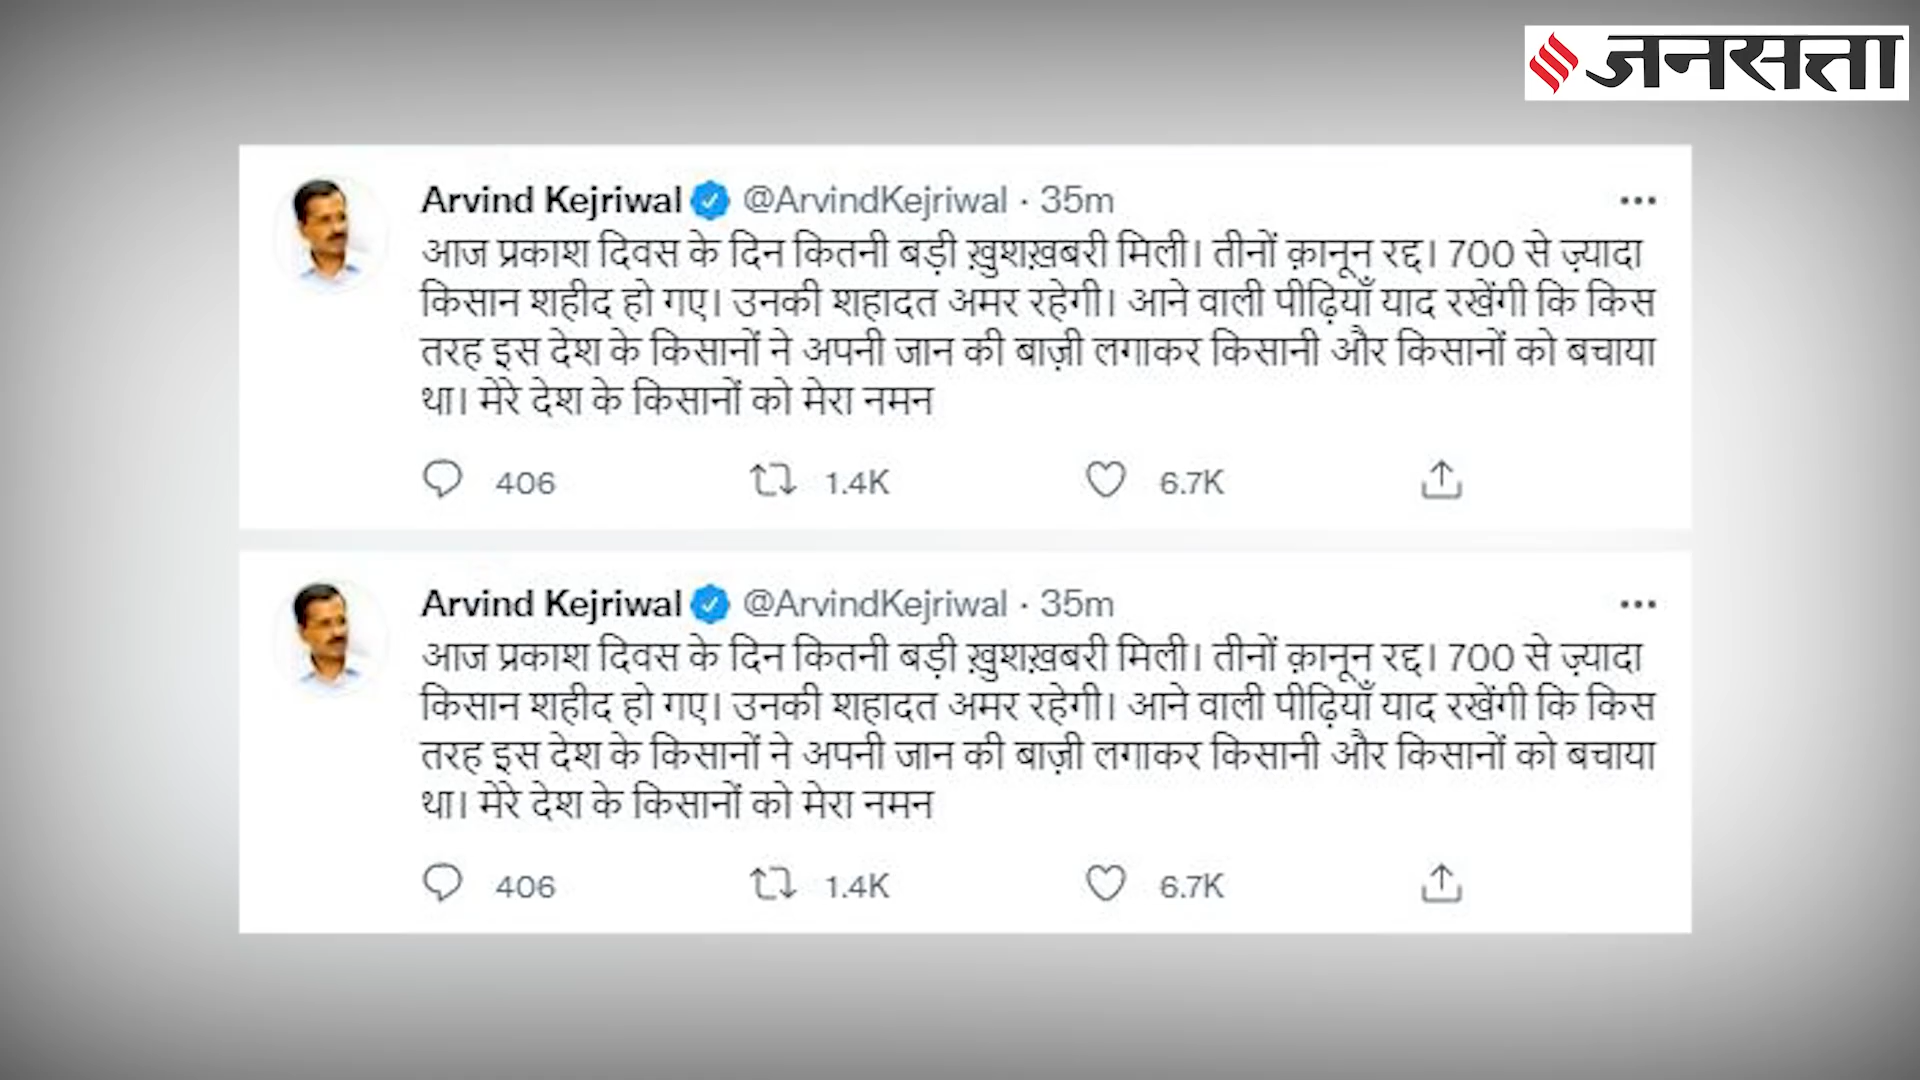 जनसत्ता
Arvind Kejriwal @ArvindKejriwal · 35m
आज प्रकाश दिवस के दिन कितनी बड़ी ख़ुशख़बरी मिली। तीनों क़ानून रद्द। 700 से ज़्यादा
किसान शहीद हो गए। उनकी शहादत अमर रहेगी। आने वाली पीढ़ियाँ याद रखेंगी कि किस
तरह इस देश के किसानों ने अपनी जान की बाज़ी लगाकर किसानी और किसानों को बचाया
था। मेरे देश के किसानों को मेरा नमन
406 1.4K 6.7K
Arvind Kejriwal @ArvindKejriwal · 35m
आज प्रकाश दिवस के दिन कितनी बड़ी ख़ुशख़बरी मिली। तीनों क़ानून रद्द। 700 से ज़्यादा
किसान शहीद हो गए। उनकी शहादत अमर रहेगी। आने वाली पीढ़ियाँ याद रखेंगी कि किस
तरह इस देश के किसानों ने अपनी जान की बाज़ी लगाकर किसानी और किसानों को बचाया
था। मेरे देश के किसानों को मेरा नमन
406 1.4K 6.7K